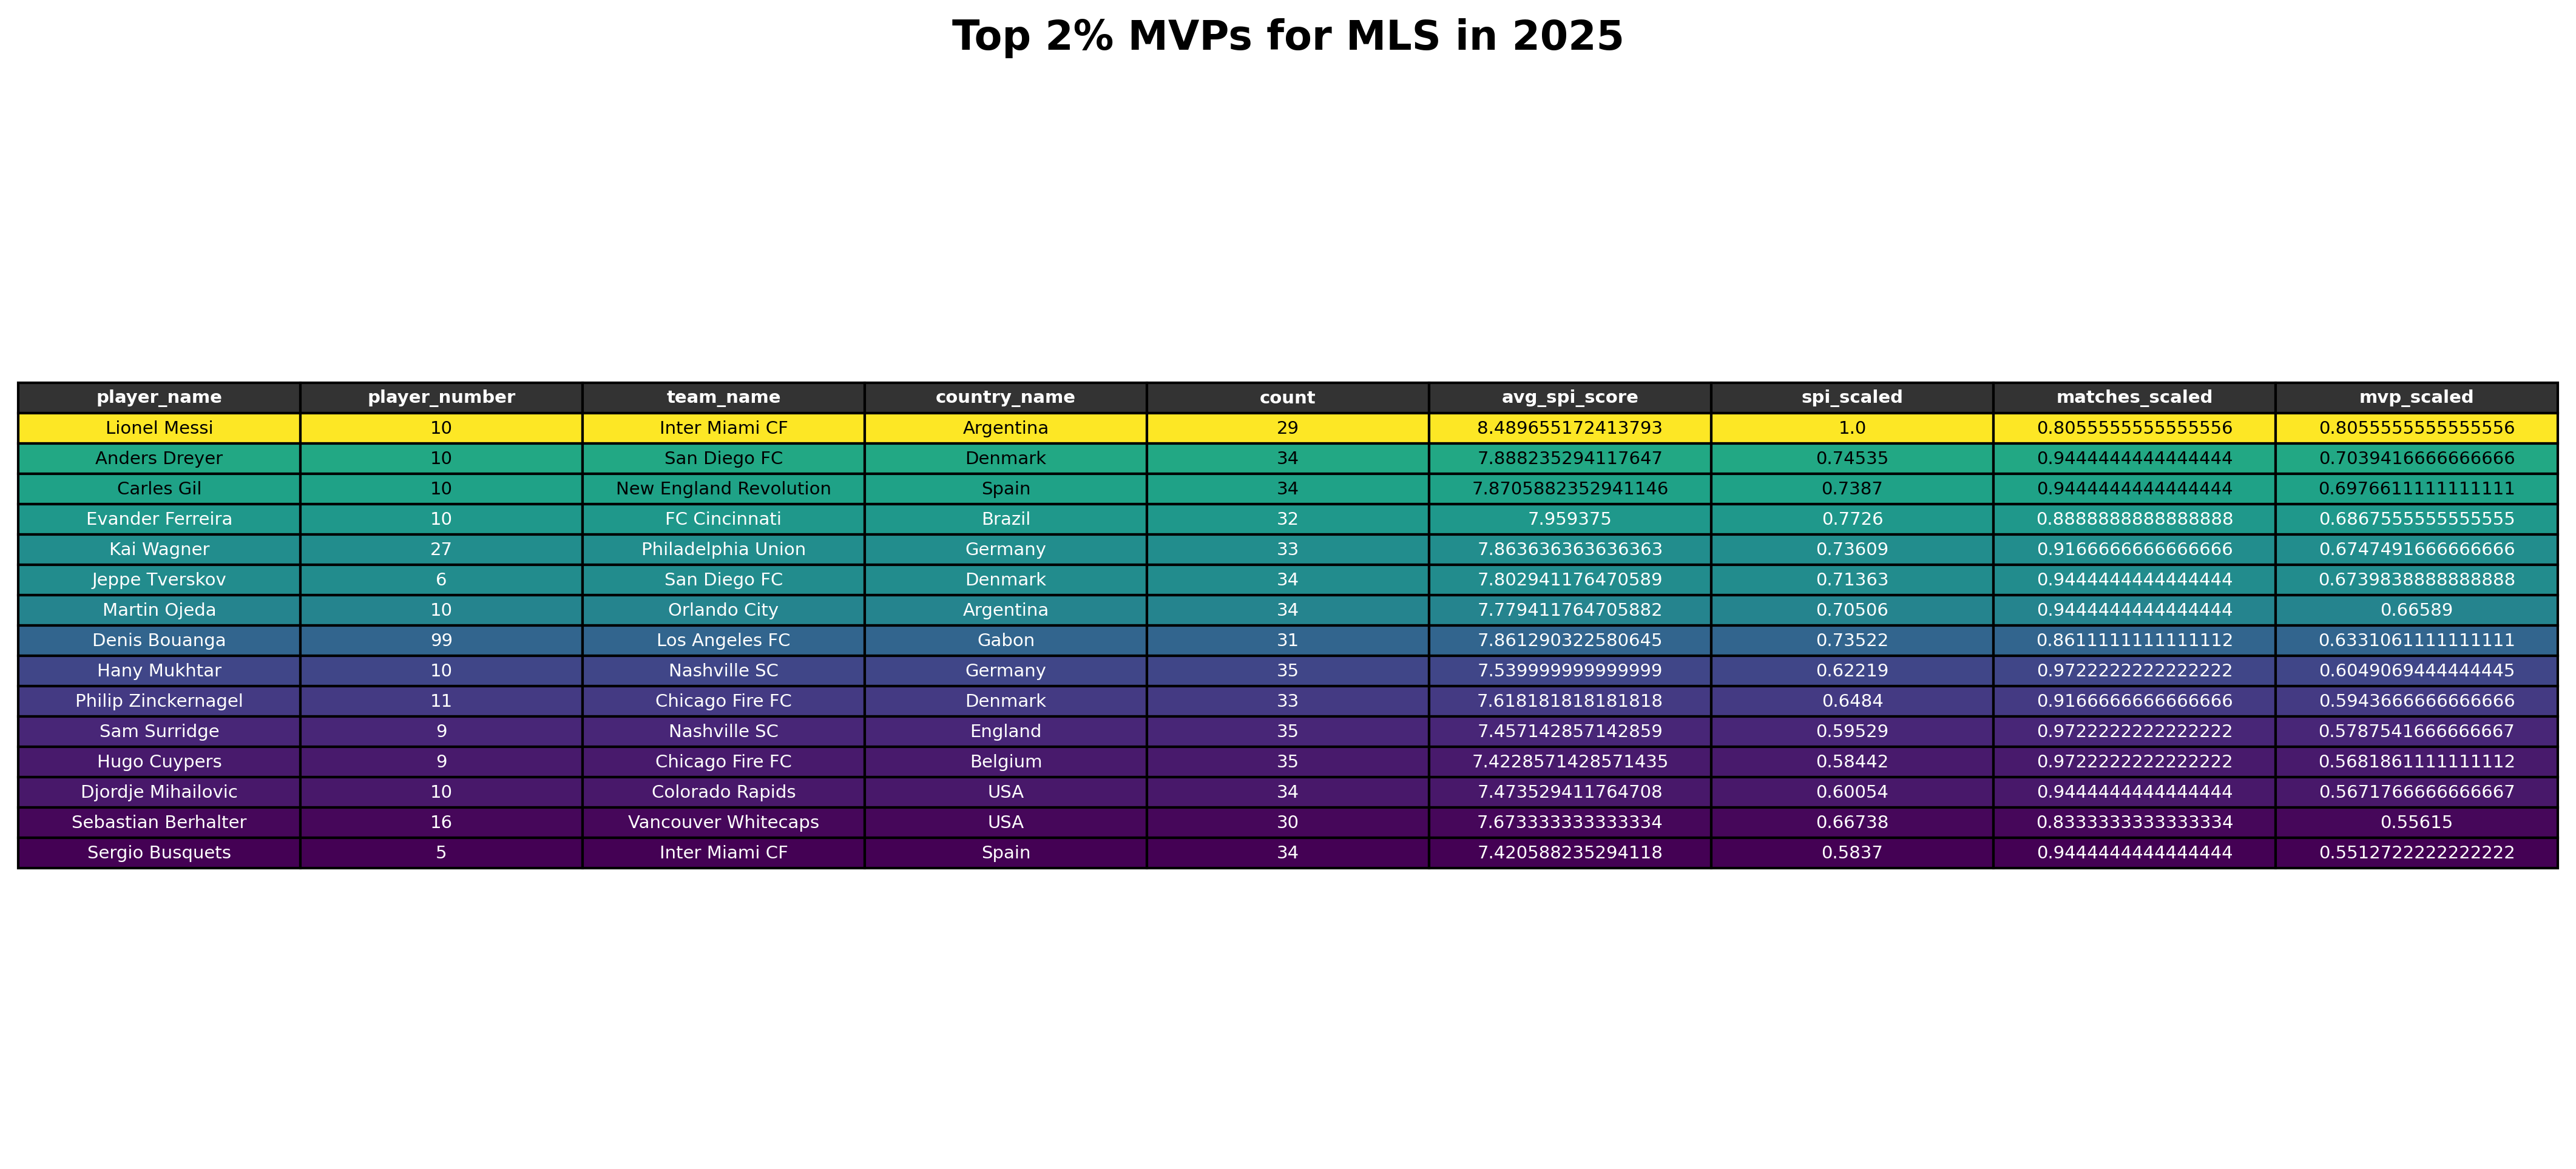 Top 2% MVPs for MLS in 2025
player_name player_number team_name country_name count avg_spi_score spi_scaled matches_scaled mvp_scaled
Lionel Messi 10 Inter Miami CF Argentina 29 8.489655172413793 1.0 0.8055555555555556 0.8055555555555556
Anders Dreyer 10 San Diego FC Denmark 34 7.888235294117647 0.74535 0.9444444444444444 0.7039416666666666
Carles Gil 10 New England Revolution Spain 34 7.8705882352941146 0.7387 0.9444444444444444 0.6976611111111111
Evander Ferreira 10 FC Cincinnati Brazil 32 7.959375 0.7726 0.8888888888888888 0.6867555555555555
Kai Wagner 27 Philadelphia Union Germany 33 7.863636363636363 0.73609 0.9166666666666666 0.6747491666666666
Jeppe Tverskov 6 San Diego FC Denmark 34 7.802941176470589 0.71363 0.9444444444444444 0.6739838888888888
Martin Ojeda 10 Orlando City Argentina 34 7.779411764705882 0.70506 0.9444444444444444 0.66589
Denis Bouanga 99 Los Angeles FC Gabon 31 7.861290322580645 0.73522 0.8611111111111112 0.6331061111111111
Hany Mukhtar 10 Nashville SC Germany 35 7.539999999999999 0.62219 0.9722222222222222 0.6049069444444445
Philip Zinckernagel 11 Chicago Fire FC Denmark 33 7.618181818181818 0.6484 0.9166666666666666 0.5943666666666666
Sam Surridge 9 Nashville SC England 35 7.457142857142859 0.59529 0.9722222222222222 0.5787541666666667
Hugo Cuypers 9 Chicago Fire FC Belgium 35 7.4228571428571435 0.58442 0.9722222222222222 0.5681861111111112
Djordje Mihailovic 10 Colorado Rapids USA 34 7.473529411764708 0.60054 0.9444444444444444 0.5671766666666667
Sebastian Berhalter 16 Vancouver Whitecaps USA 30 7.673333333333334 0.66738 0.8333333333333334 0.55615
Sergio Busquets 5 Inter Miami CF Spain 34 7.420588235294118 0.5837 0.9444444444444444 0.5512722222222222